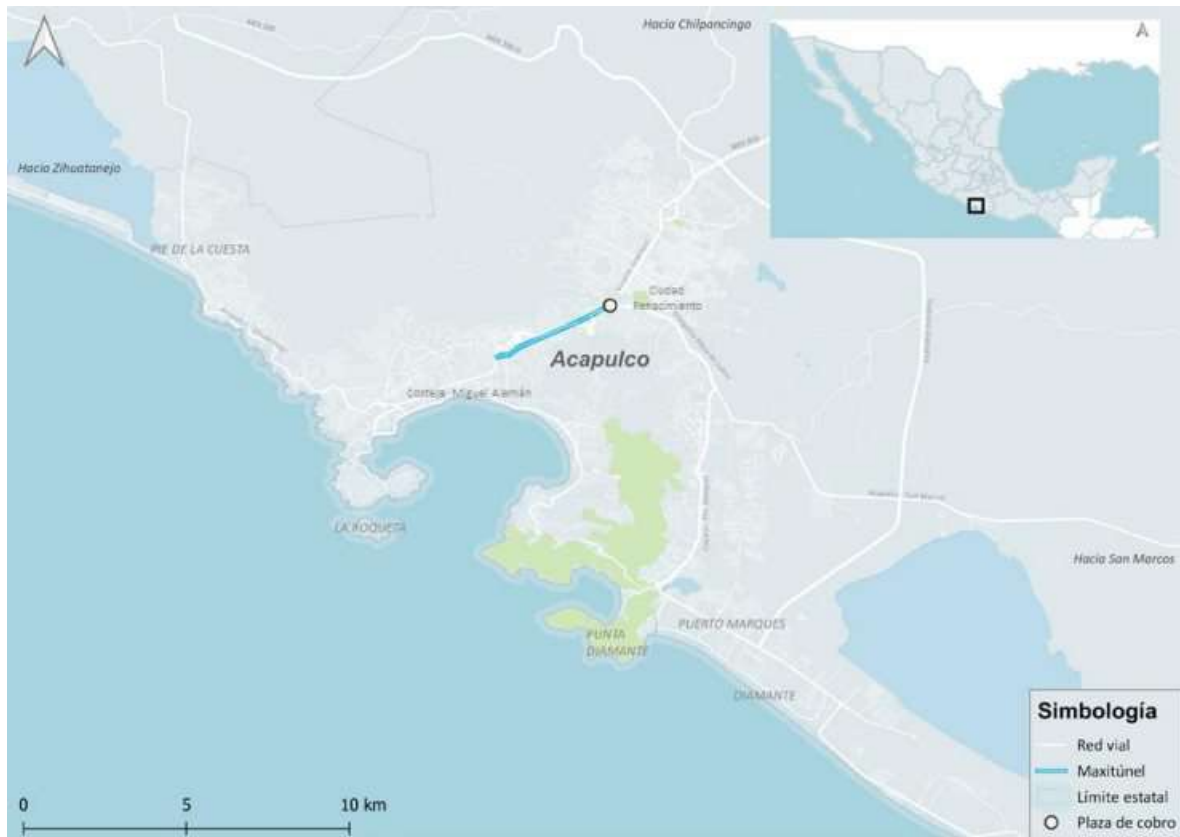 Hacia Chilpancingo
A
Hacia Zihuatanejo
PIE DE LA CUESTA
Ciudad
Renacimiento
Acapulco
Costera Miguel Alemán
LA ROQUETA
Hacia San Marcos
PUERTO MARQUES
PUNTA
DIAMANTE
DIAMANTE
Simbología
Red vial
Maxitúnel
Límite estatal
Plaza de cobro
0 5 10 km